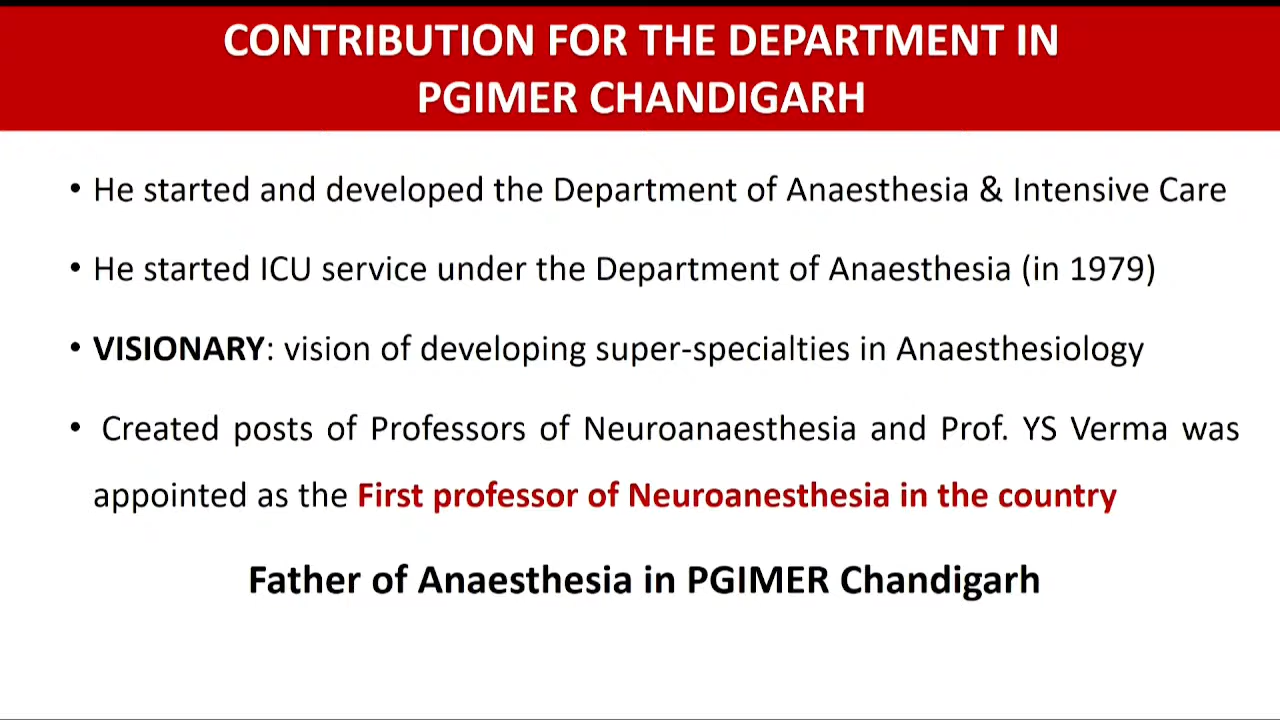 CONTRIBUTION FOR THE DEPARTMENT IN
PGIMER CHANDIGARH
• He started and developed the Department of Anaesthesia & Intensive Care
• He started ICU service under the Department of Anaesthesia (in 1979)
• VISIONARY: vision of developing super-specialties in Anaesthesiology
• Created posts of Professors of Neuroanaesthesia and Prof. YS Verma was
appointed as the First professor of Neuroanesthesia in the country
Father of Anaesthesia in PGIMER Chandigarh